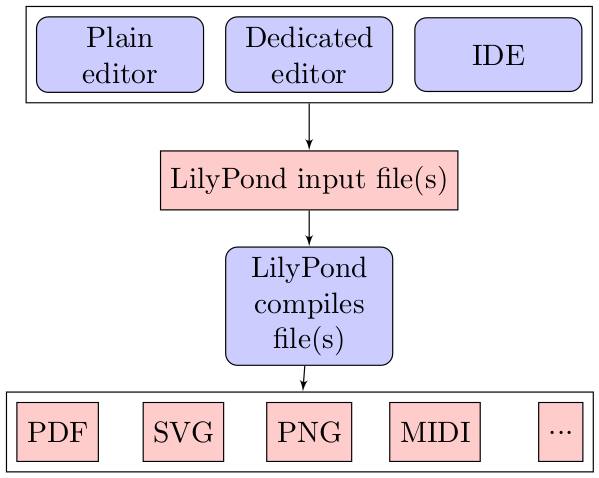 Plain
editor
Dedicated
editor
IDE
LilyPond input file(s)
LilyPond
compiles
file(s)
PDF
SVG
PNG
MIDI
...